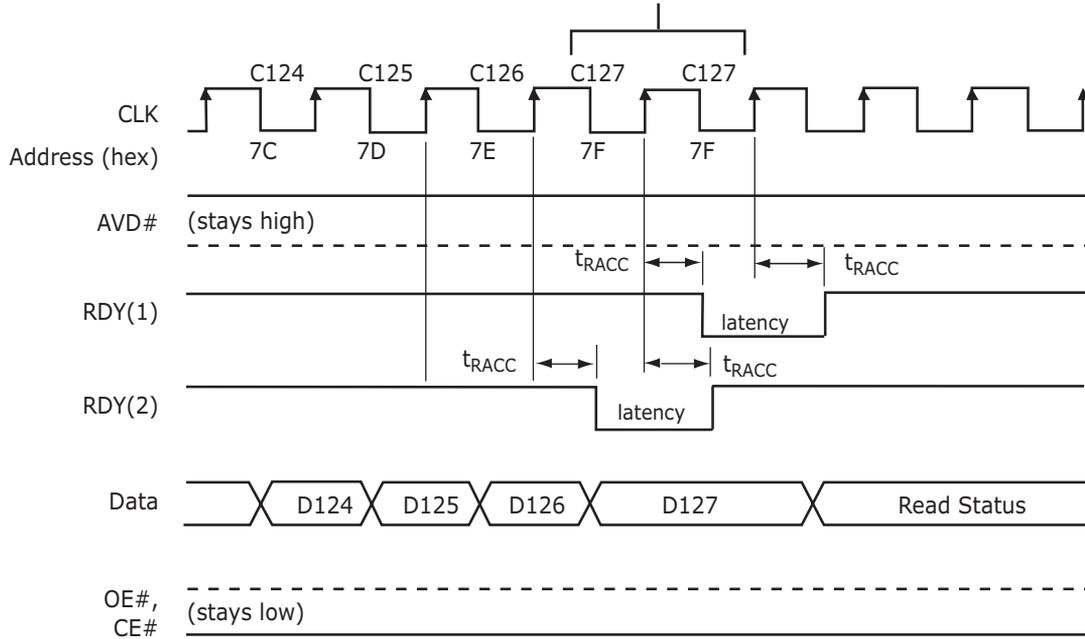 C124 C125 C126 C127 C127
CLK
Address (hex) 7C 7D 7E 7F 7F
AVD# (stays high)
tRACC tRACC
RDY(1) latency
tRACC tRACC
RDY(2) latency
Data D124 D125 D126 D127 Read Status
OE#,
CE# (stays low)